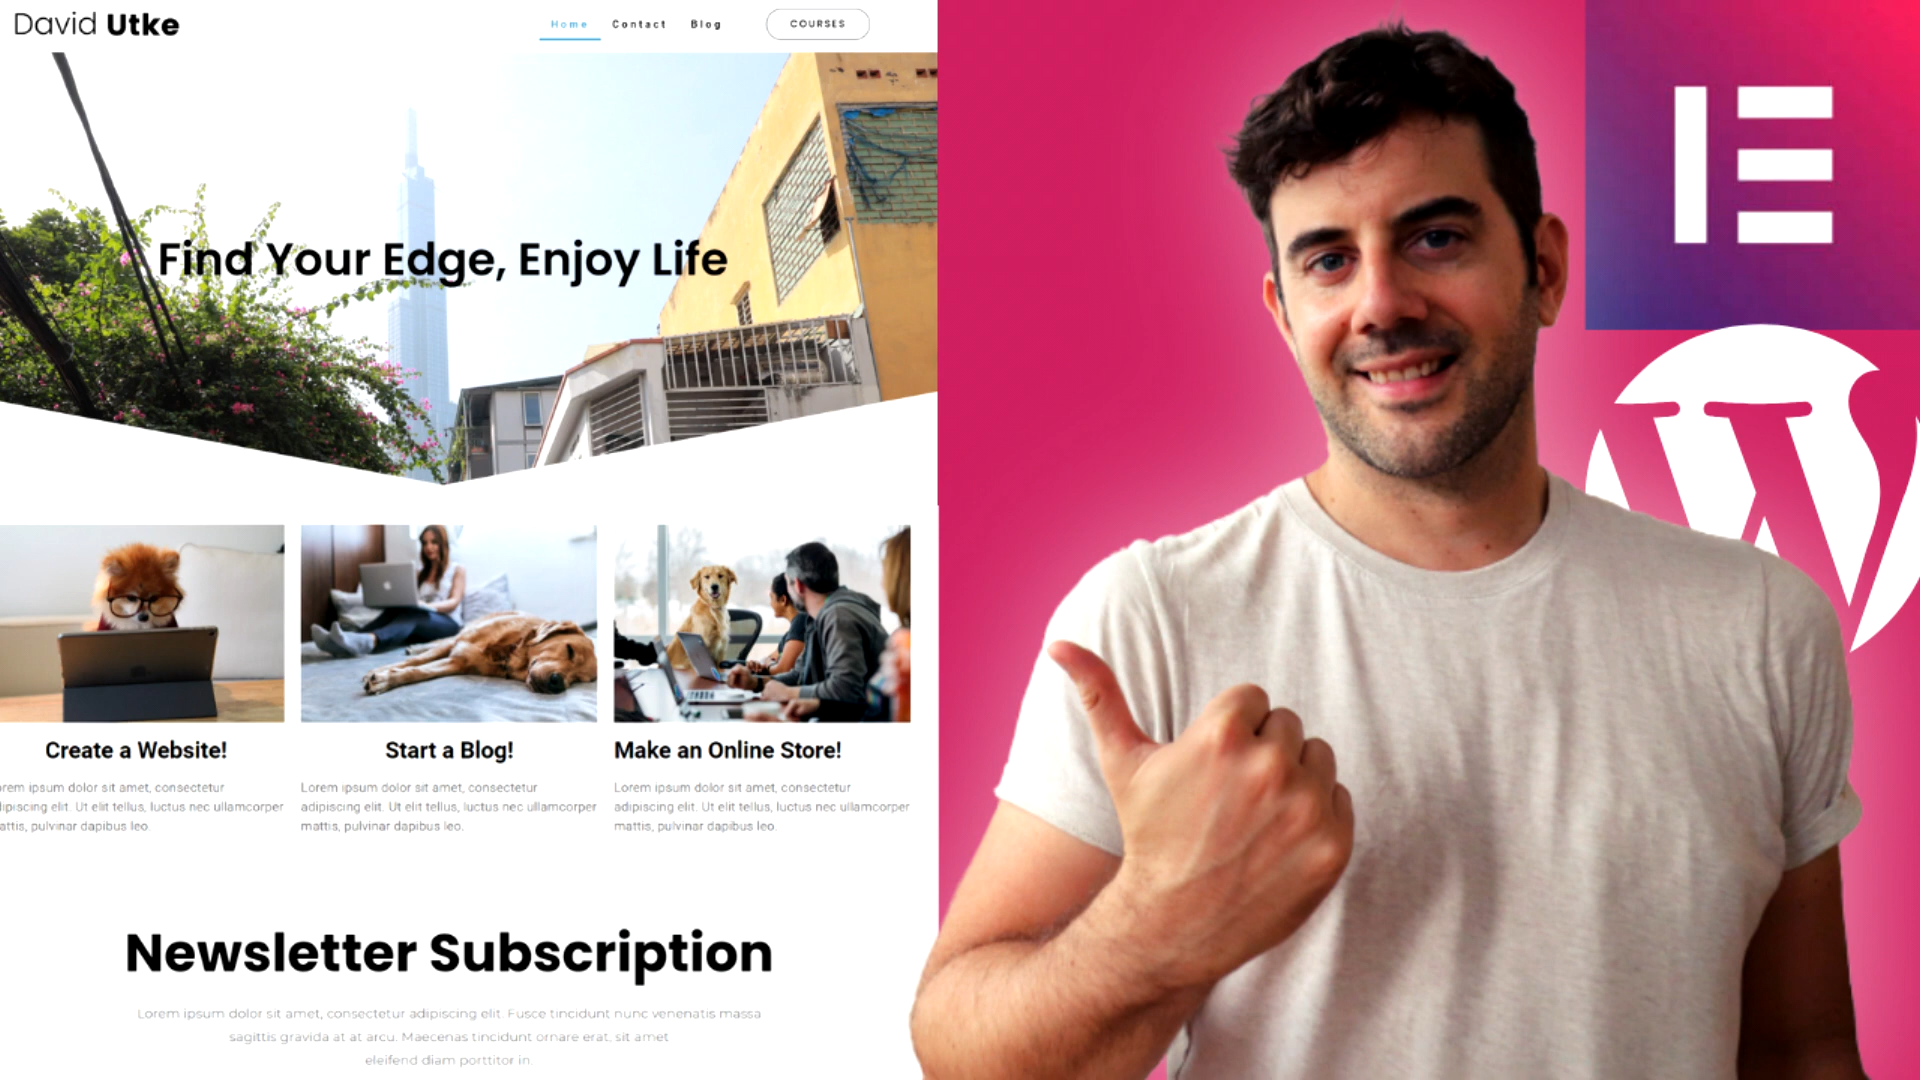 David Utke
Home Contact Blog COURSES
Find Your Edge, Enjoy Life
Create a Website!
orem ipsum dolor sit amet, consectetur
lipiscing elit. Ut elit tellus, luctus nec ullamcorper
attis, pulvinar dapibus leo.
Start a Blog!
Lorem ipsum dolor sit amet, consectetur
adipiscing elit. Ut elit tellus, luctus nec ullamcorper
mattis, pulvinar dapibus leo.
Make an Online Store!
Lorem ipsum dolor sit amet, consectetur
adipiscing elit. Ut elit tellus, luctus nec ullamcorper
mattis, pulvinar dapibus leo.
Newsletter Subscription
Lorem ipsum dolor sit amet, consectetur adipiscing elit. Fusce tincidunt nunc venenatis massa
sagittis gravida at at arcu. Maecenas tincidunt ornare erat, sit amet
eleifend diam porttitor in.